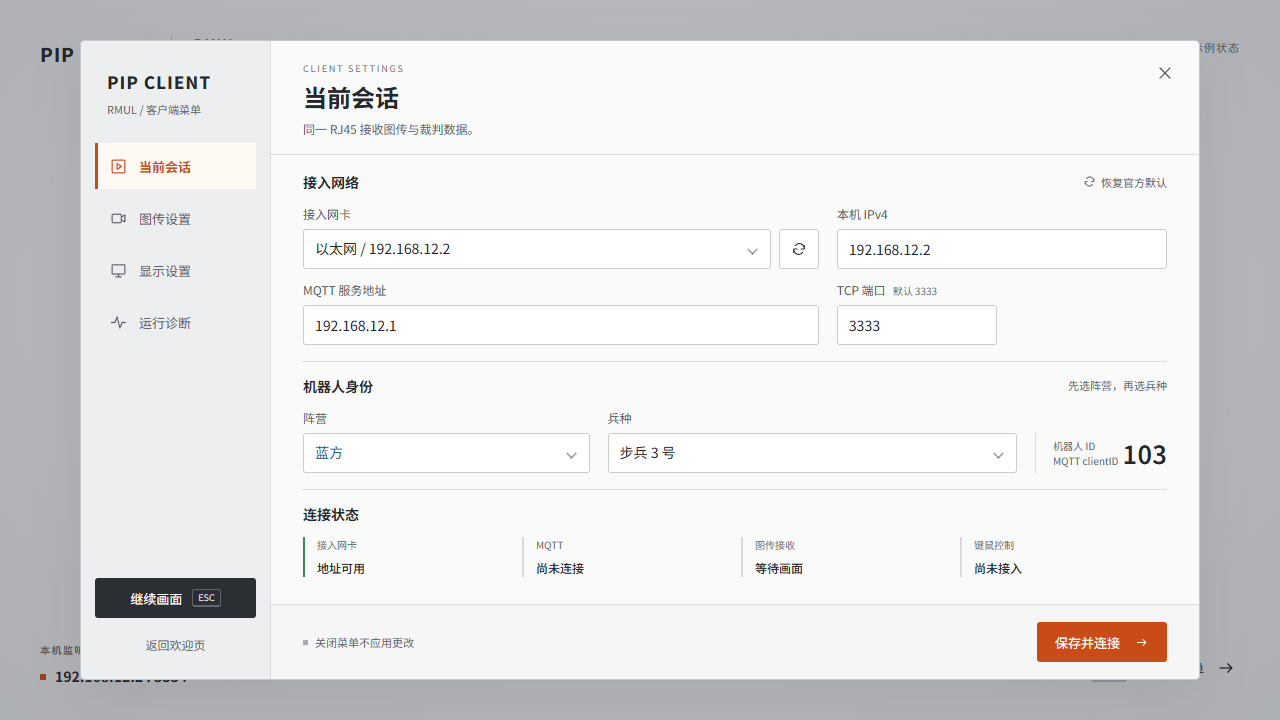 PIP
例状态
PIP CLIENT
RMUL / 客户端菜单
当前会话
图传设置
显示设置
运行诊断
继续画面 ESC
返回欢迎页
本机监听
CLIENT SETTINGS
当前会话
同一 RJ45 接收图传与裁判数据。
接入网络
恢复官方默认
接入网卡
本机 IPv4
以太网 / 192.168.12.2
192.168.12.2
MQTT 服务地址
TCP 端口 默认 3333
192.168.12.1
3333
机器人身份
先选阵营，再选兵种
阵营
兵种
蓝方
步兵 3 号
机器人 ID
MQTT clientID
103
连接状态
接入网卡
地址可用
MQTT
尚未连接
图传接收
等待画面
键鼠控制
尚未接入
关闭菜单不应用更改
保存并连接